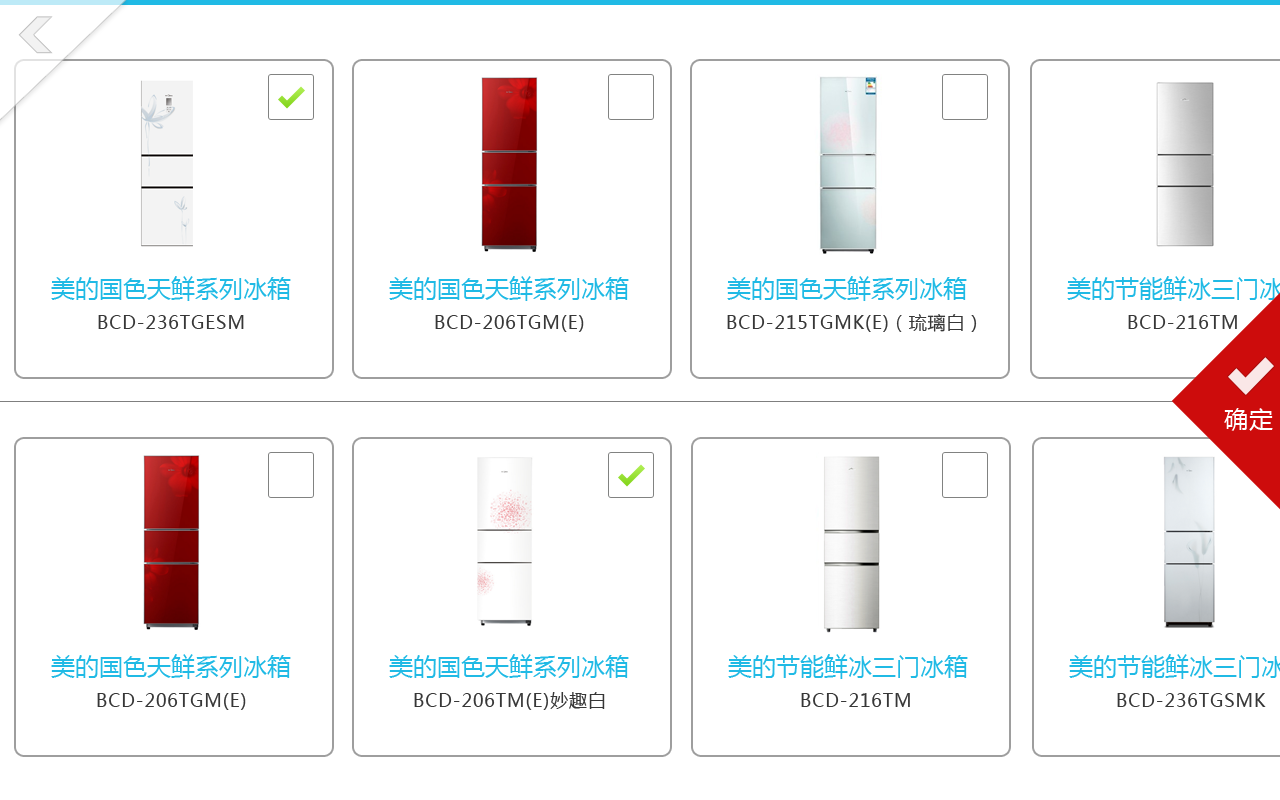 美的国色天鲜系列冰箱
BCD-236TGESM
美的国色天鲜系列冰箱
BCD-206TGM(E)
美的国色天鲜系列冰箱
BCD-215TGMK(E)（琉璃白）
美的节能鲜冰三门冰
BCD-216TM
确定
美的国色天鲜系列冰箱
BCD-206TGM(E)
美的国色天鲜系列冰箱
BCD-206TM(E)妙趣白
美的节能鲜冰三门冰箱
BCD-216TM
美的节能鲜冰三门冰
BCD-236TGSMK